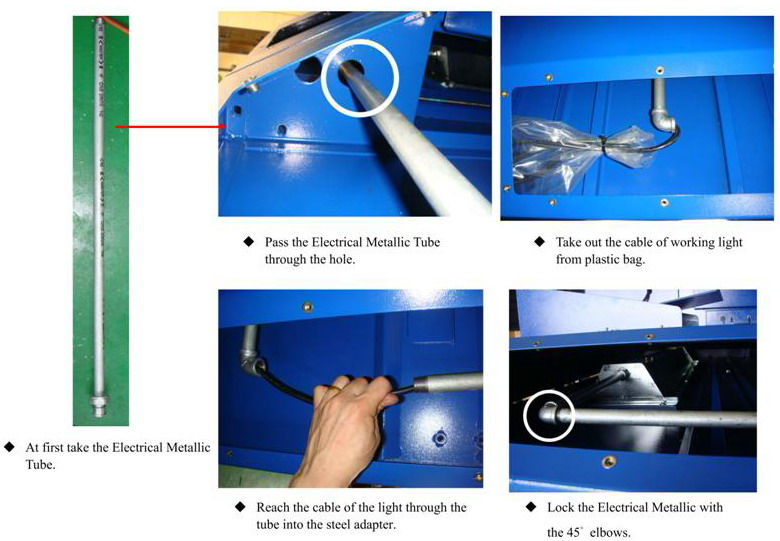 ◆ Pass the Electrical Metallic Tube
through the hole.
◆ Take out the cable of working light
from plastic bag.
◆ At first take the Electrical Metallic
Tube.
◆ Reach the cable of the light through the
tube into the steel adapter.
◆ Lock the Electrical Metallic with
the 45° elbows.